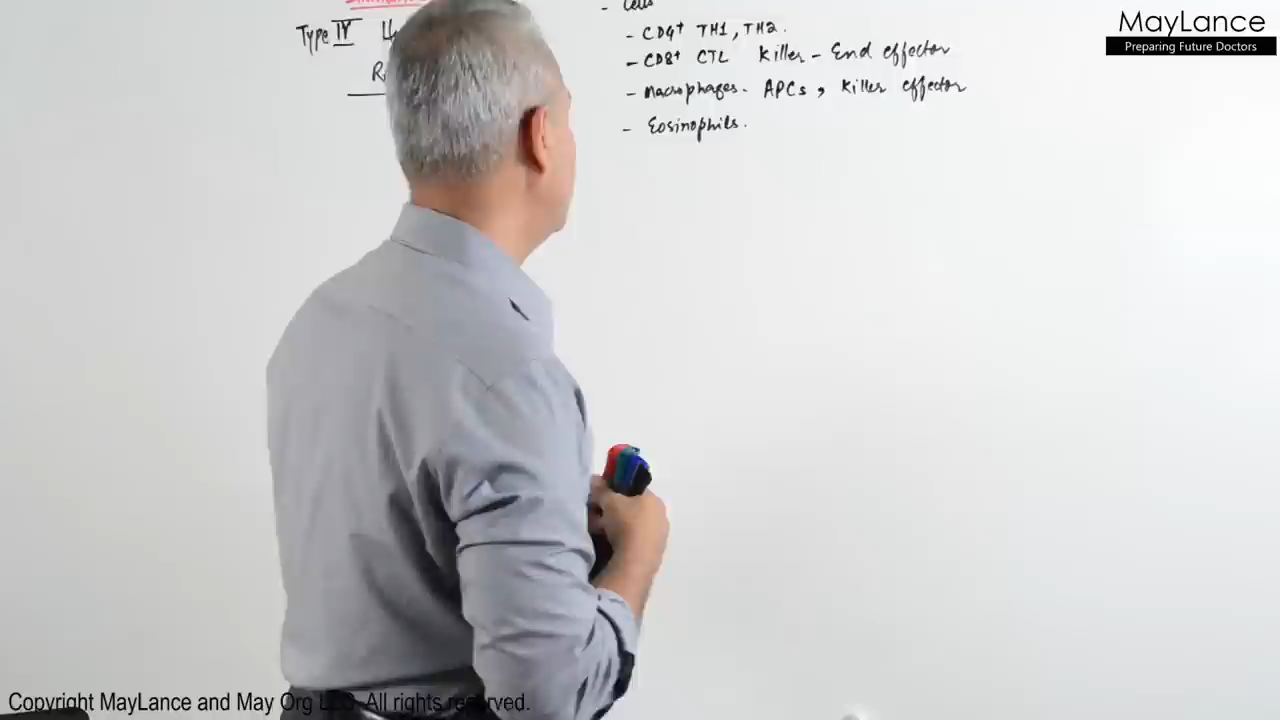 MayLance
Preparing Future Doctors
Type IV
- Cells
- CD4+ TH1, TH2.
- CD8+ CTL Killer - End effector
- Macrophages. APCs, Killer effector
- Eosinophils.
Copyright MayLance and May Org All rights reserved.